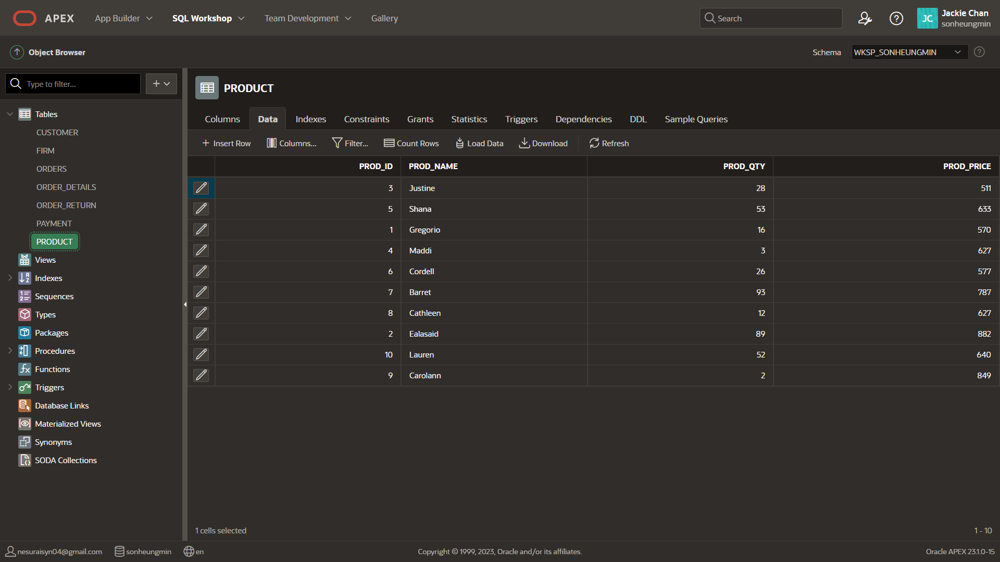 APEX App Builder SQL Workshop Team Development Gallery Search JC Jackie Chan
sonheungmin
Object Browser Schema WKSP_SONHEUNGMIN
Type to filter...
Tables
CUSTOMER
FIRM
ORDERS
ORDER_DETAILS
ORDER_RETURN
PAYMENT
PRODUCT
Views
Indexes
Sequences
Types
Packages
Procedures
Functions
Triggers
Database Links
Materialized Views
Synonyms
SODA Collections
PRODUCT
Columns Data Indexes Constraints Grants Statistics Triggers Dependencies DDL Sample Queries
Insert Row Columns... Filter... Count Rows Load Data Download Refresh
PROD_ID PROD_NAME PROD_QTY PROD_PRICE
3 Justine 28 511
5 Shana 53 633
1 Gregorio 16 570
4 Maddi 3 627
6 Cordell 26 577
7 Barret 93 787
8 Cathleen 12 627
2 Ealasaid 89 882
10 Lauren 52 640
9 Carolann 2 849
1 cells selected 1 - 10
nesuraisyn04@gmail.com sonheungmin en Copyright © 1999, 2023, Oracle and/or its affiliates. Oracle APEX 23.1.0-15